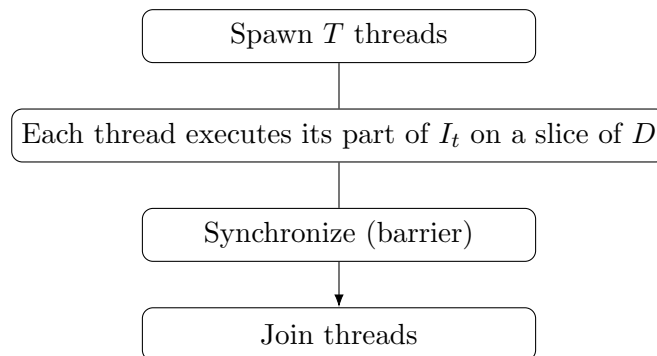 Spawn T threads
Each thread executes its part of I_t on a slice of D
Synchronize (barrier)
Join threads